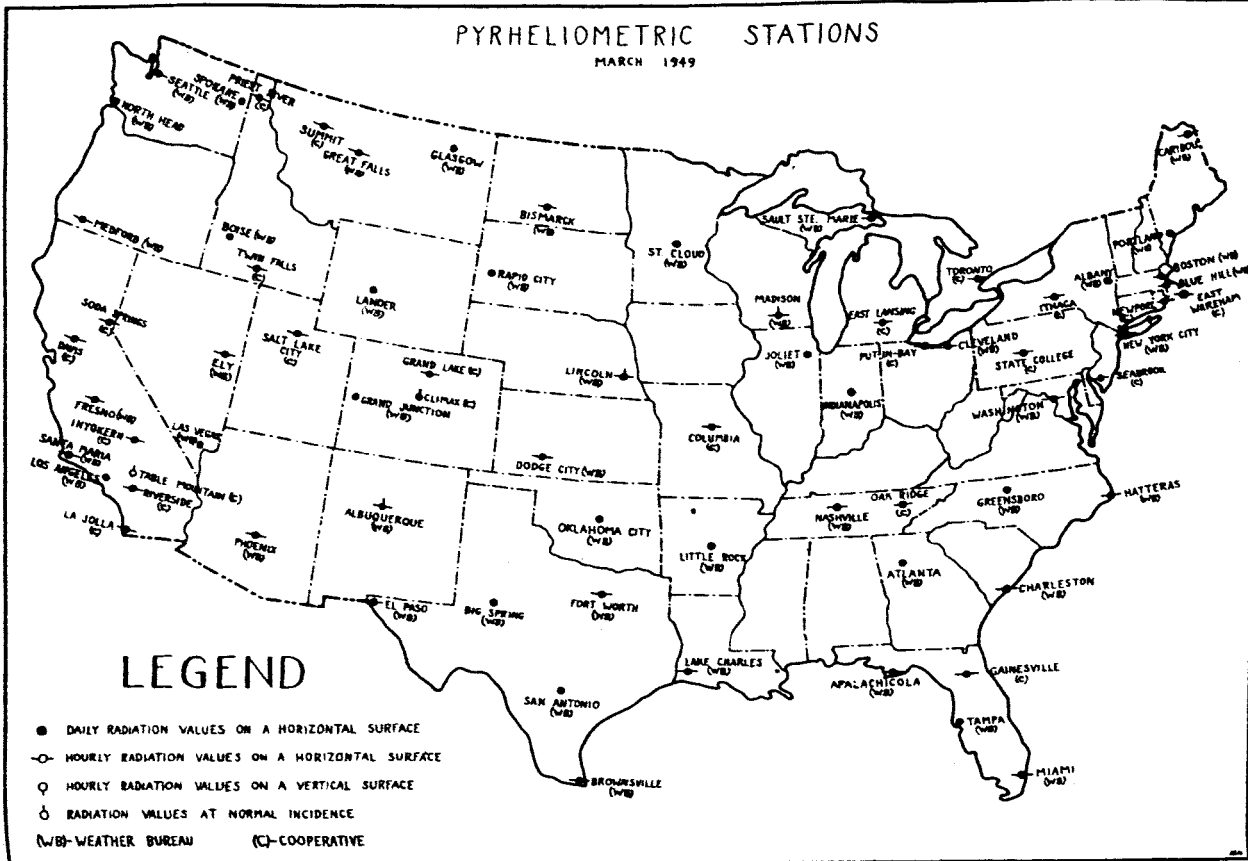 PYRHELIOMETRIC STATIONS
MARCH 1949
SEATTLE (WB)
SPOKANE (WB)
PRIEST RIVER (C)
NORTH HEAD (WB)
SUMMIT (C)
GREAT FALLS (WB)
GLASGOW (WB)
BISMARCK (WB)
CARIBOU (WB)
SAULT STE. MARIE (WB)
MEDFORD (WB)
BOISE (WB)
TWIN FALLS (C)
ST. CLOUD (WB)
PORTLAND (WB)
BOSTON (WB)
BLUE HILL (WB)
EAST WAREHAM (C)
NEWPORT
ALBANY (WB)
TORONTO (C)
ITHACA (C)
LANDER (WB)
RAPID CITY (WB)
MADISON (WB)
EAST LANSING (C)
NEW YORK CITY (WB)
SODA SPRINGS (C)
DAVIS (C)
SALT LAKE CITY (C)
ELY (WB)
GRAND LAKE (C)
CLIMAX (C)
GRAND JUNCTION (WB)
LINCOLN (WB)
JOLIET (WB)
PUT-IN-BAY (C)
CLEVELAND (WB)
STATE COLLEGE (C)
SEABROOK (C)
INDIANAPOLIS (WB)
WASHINGTON (WB)
FRESNO (WB)
INYOKERN (C)
LAS VEGAS (WB)
SANTA MARIA (WB)
LOS ANGELES (WB)
TABLE MOUNTAIN (C)
RIVERSIDE (C)
LA JOLLA (C)
COLUMBIA (C)
DODGE CITY (WB)
PHOENIX (WB)
ALBUQUERQUE (WB)
OKLAHOMA CITY (WB)
LITTLE ROCK (WB)
NASHVILLE (WB)
OAK RIDGE (C)
GREENSBORO (WB)
HATTERAS (WB)
ATLANTA (WB)
CHARLESTON (WB)
EL PASO (WB)
BIG SPRING (WB)
FORT WORTH (WB)
LAKE CHARLES (WB)
APALACHICOLA (WB)
GAINESVILLE (C)
SAN ANTONIO (WB)
TAMPA (WB)
MIAMI (WB)
BROWNSVILLE (WB)
LEGEND
DAILY RADIATION VALUES ON A HORIZONTAL SURFACE
HOURLY RADIATION VALUES ON A HORIZONTAL SURFACE
HOURLY RADIATION VALUES ON A VERTICAL SURFACE
RADIATION VALUES AT NORMAL INCIDENCE
(WB)-WEATHER BUREAU (C)-COOPERATIVE